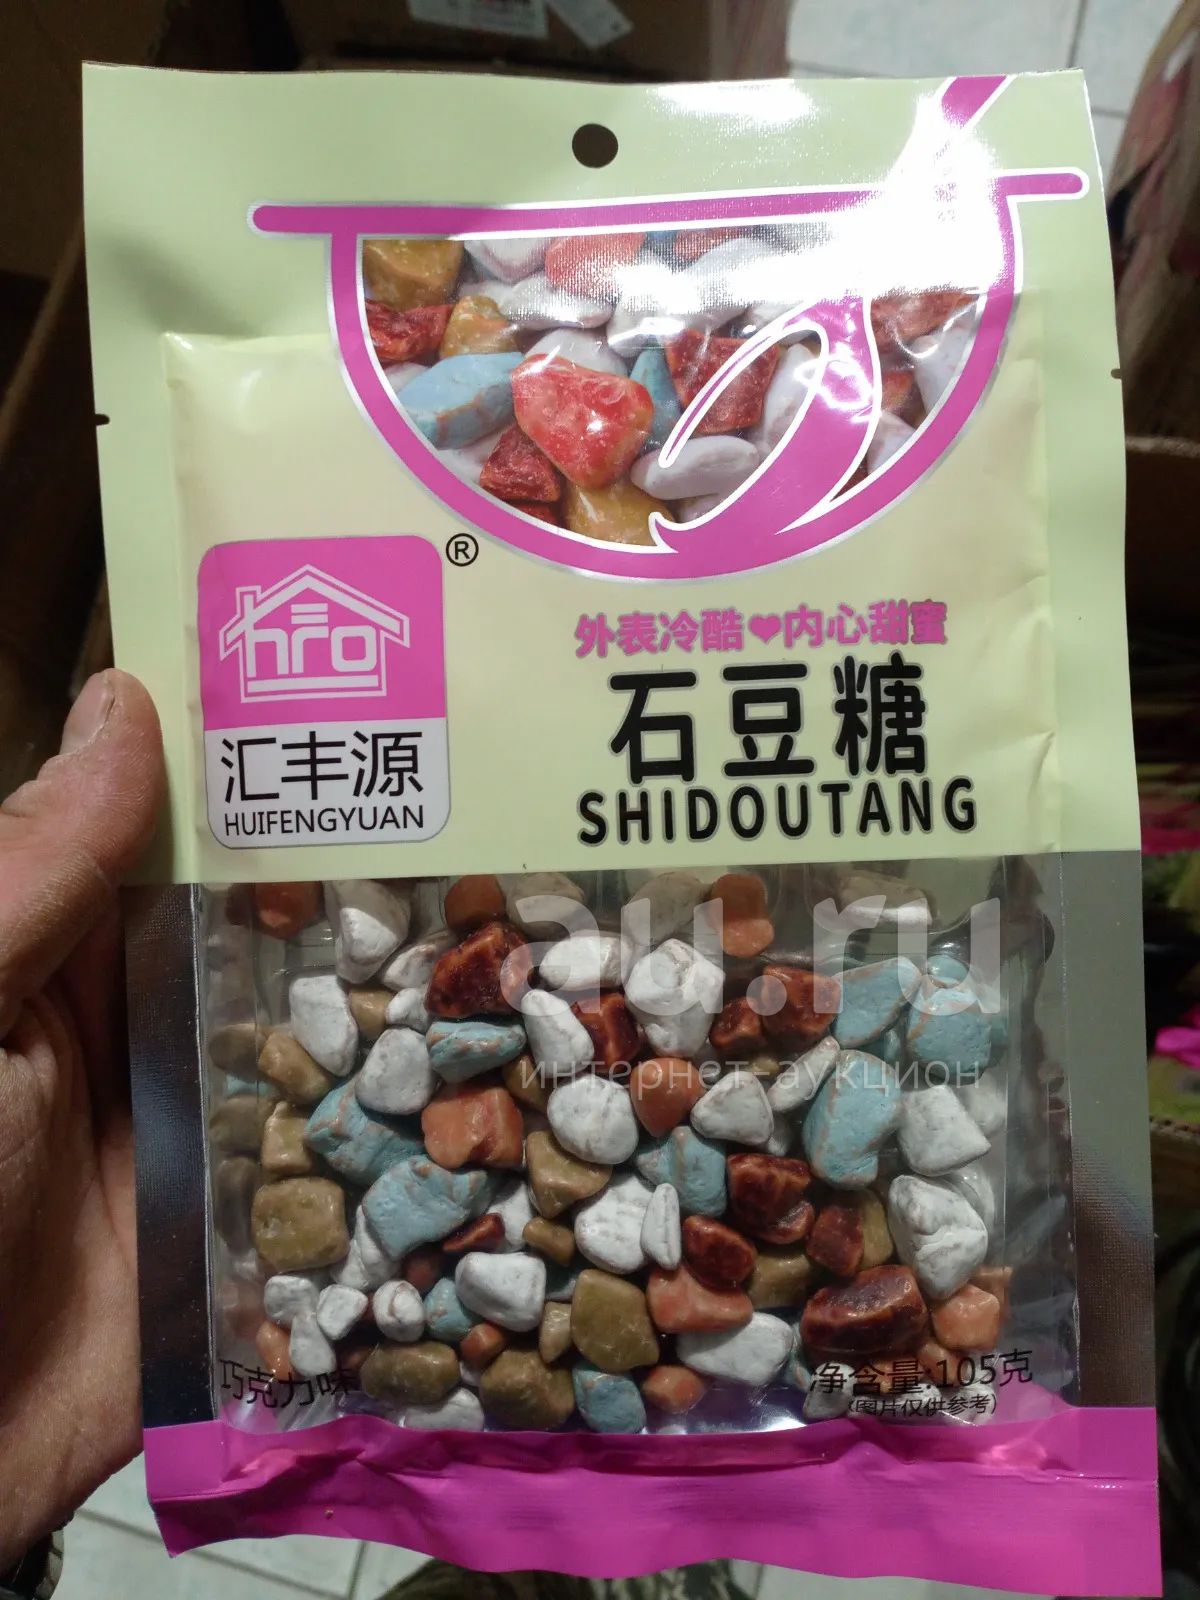 ®
hro
汇丰源
HUIFENGYUAN
外表冷酷❤内心甜蜜
石豆糖
SHIDOUTANG
au.ru
интернет-аукцион
巧克力味
净含量:105克
(图片仅供参考)